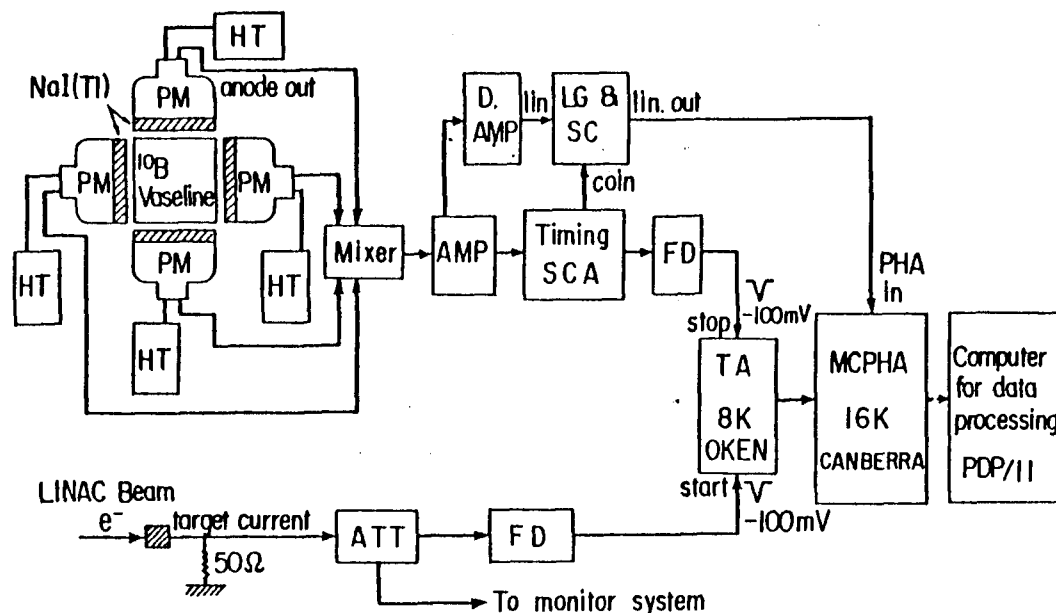 HT
NaI(Tl)
PM
anode out
PM
10B
Vaseline
PM
PM
HT
HT
HT
Mixer
D.
AMP
lin
LG &
SC
lin. out
coin
AMP
Timing
SCA
FD
PHA
In
-100mV
stop
TA
8K
OKEN
start
-100mV
MCPHA
16K
CANBERRA
Computer
for data
processing
PDP/11
LINAC Beam
e-
target current
50Ω
ATT
FD
To monitor system